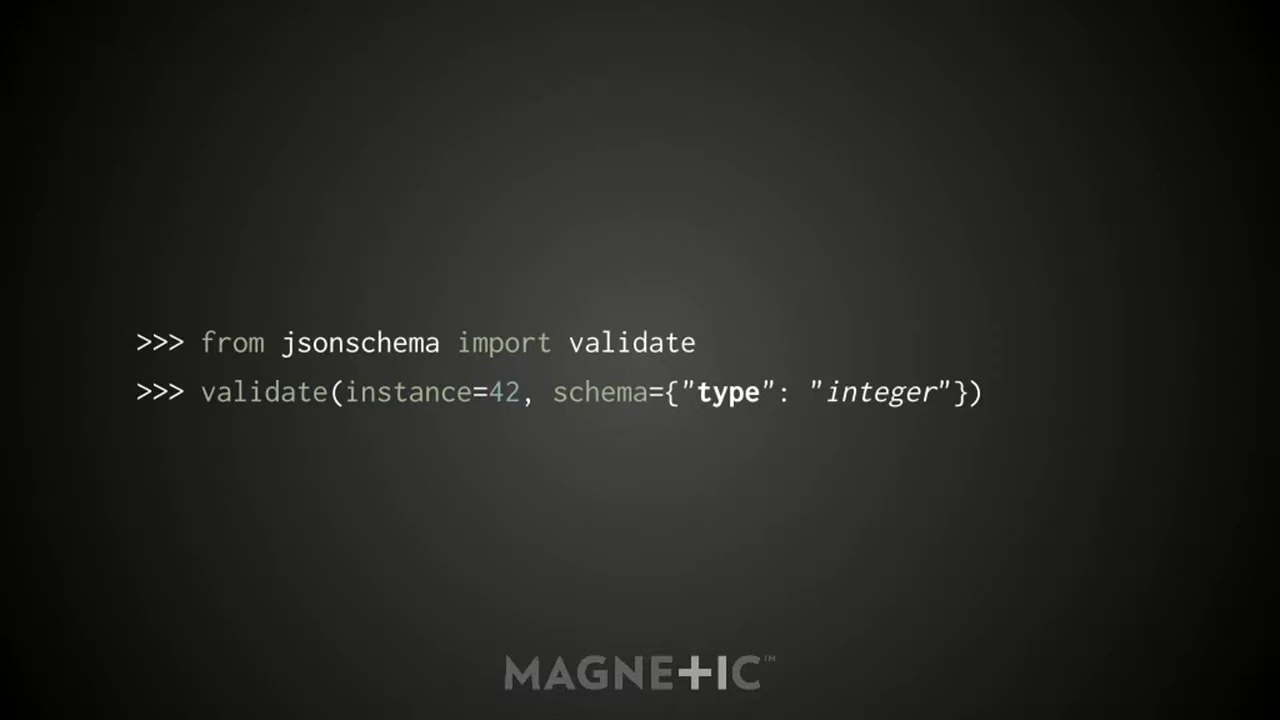 >>> from jsonschema import validate
>>> validate(instance=42, schema={"type": "integer"})
MAGNETIC™